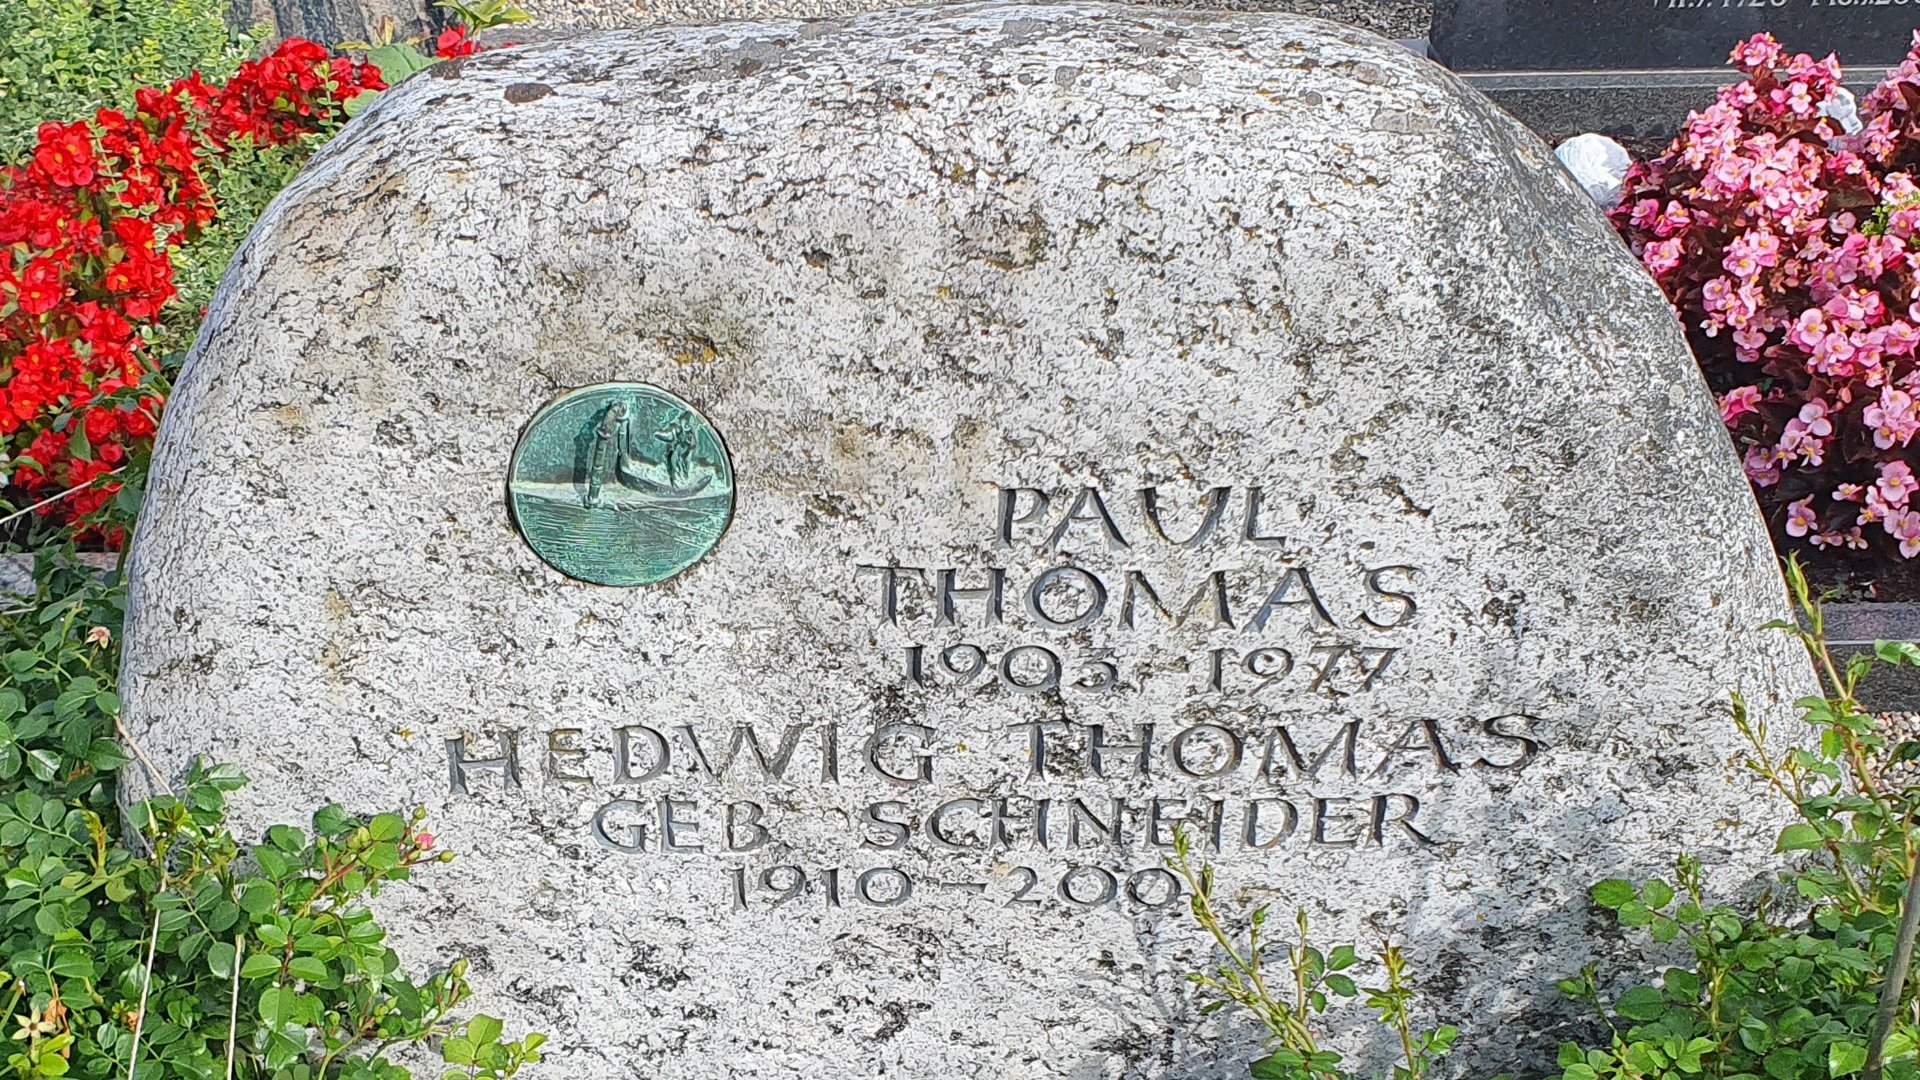 PAUL
THOMAS
1903 - 1977
HEDWIG THOMAS
GEB. SCHNEIDER
1910 - 200